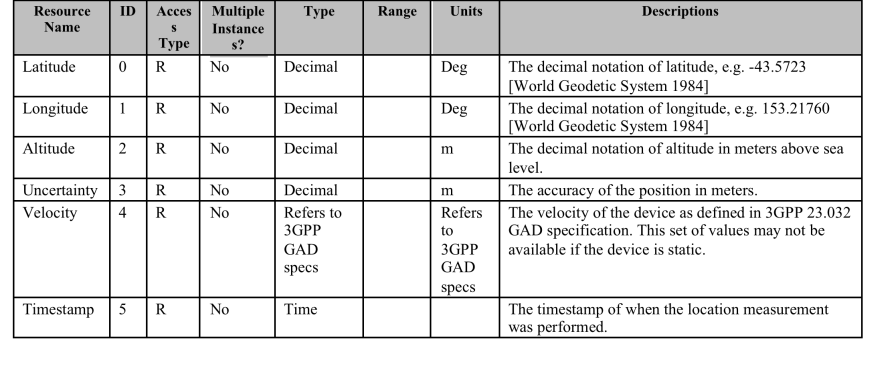 Resource Name ID Access Type Multiple Instances? Type Range Units Descriptions
Latitude 0 R No Decimal Deg The decimal notation of latitude, e.g. -43.5723
[World Geodetic System 1984]
Longitude 1 R No Decimal Deg The decimal notation of longitude, e.g. 153.21760
[World Geodetic System 1984]
Altitude 2 R No Decimal m The decimal notation of altitude in meters above sea
level.
Uncertainty 3 R No Decimal m The accuracy of the position in meters.
Velocity 4 R No Refers to Refers The velocity of the device as defined in 3GPP 23.032
3GPP to GAD specification. This set of values may not be
GAD 3GPP available if the device is static.
specs GAD
specs
Timestamp 5 R No Time The timestamp of when the location measurement
was performed.